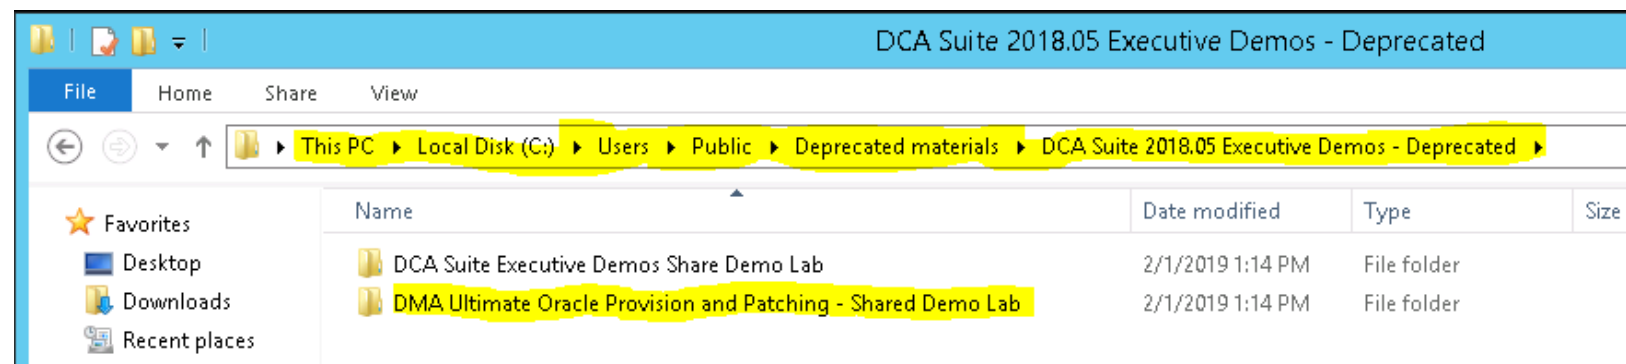 DCA Suite 2018.05 Executive Demos - Deprecated
File Home Share View
This PC Local Disk (C:) Users Public Deprecated materials DCA Suite 2018.05 Executive Demos - Deprecated
Name Date modified Type Size
Favorites
Desktop
Downloads
Recent places
DCA Suite Executive Demos Share Demo Lab 2/1/2019 1:14 PM File folder
DMA Ultimate Oracle Provision and Patching - Shared Demo Lab 2/1/2019 1:14 PM File folder